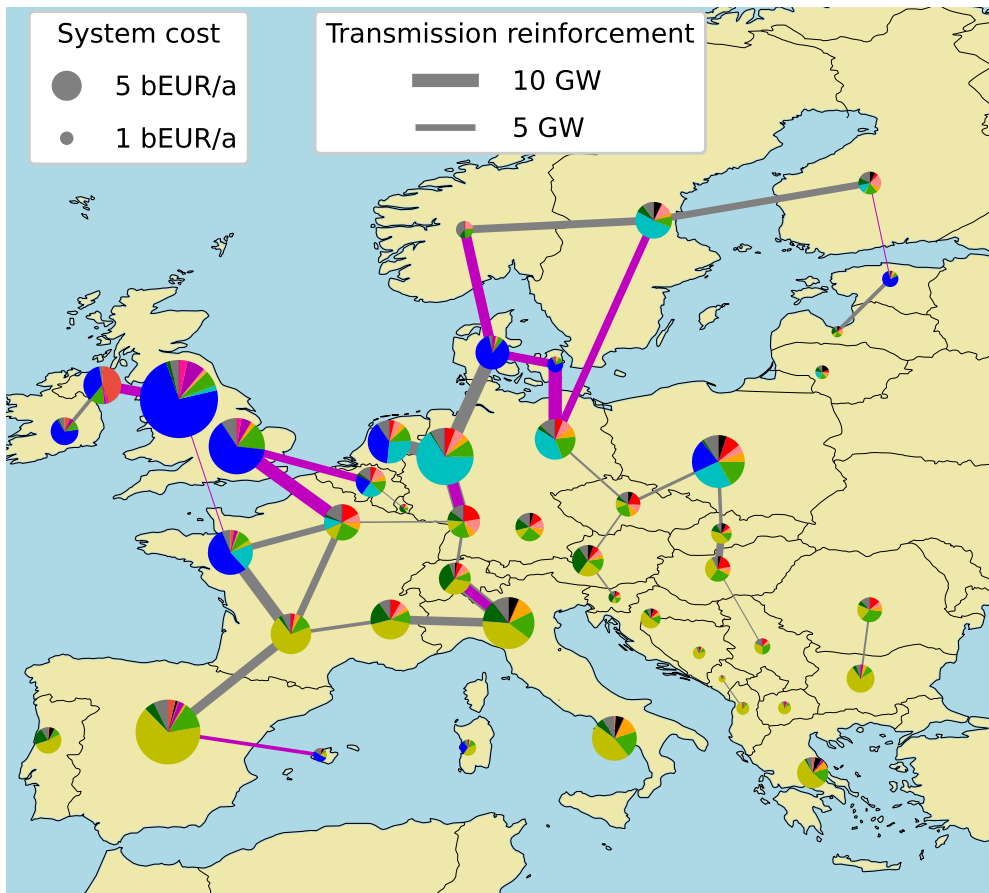 System cost
5 bEUR/a
1 bEUR/a
Transmission reinforcement
10 GW
5 GW